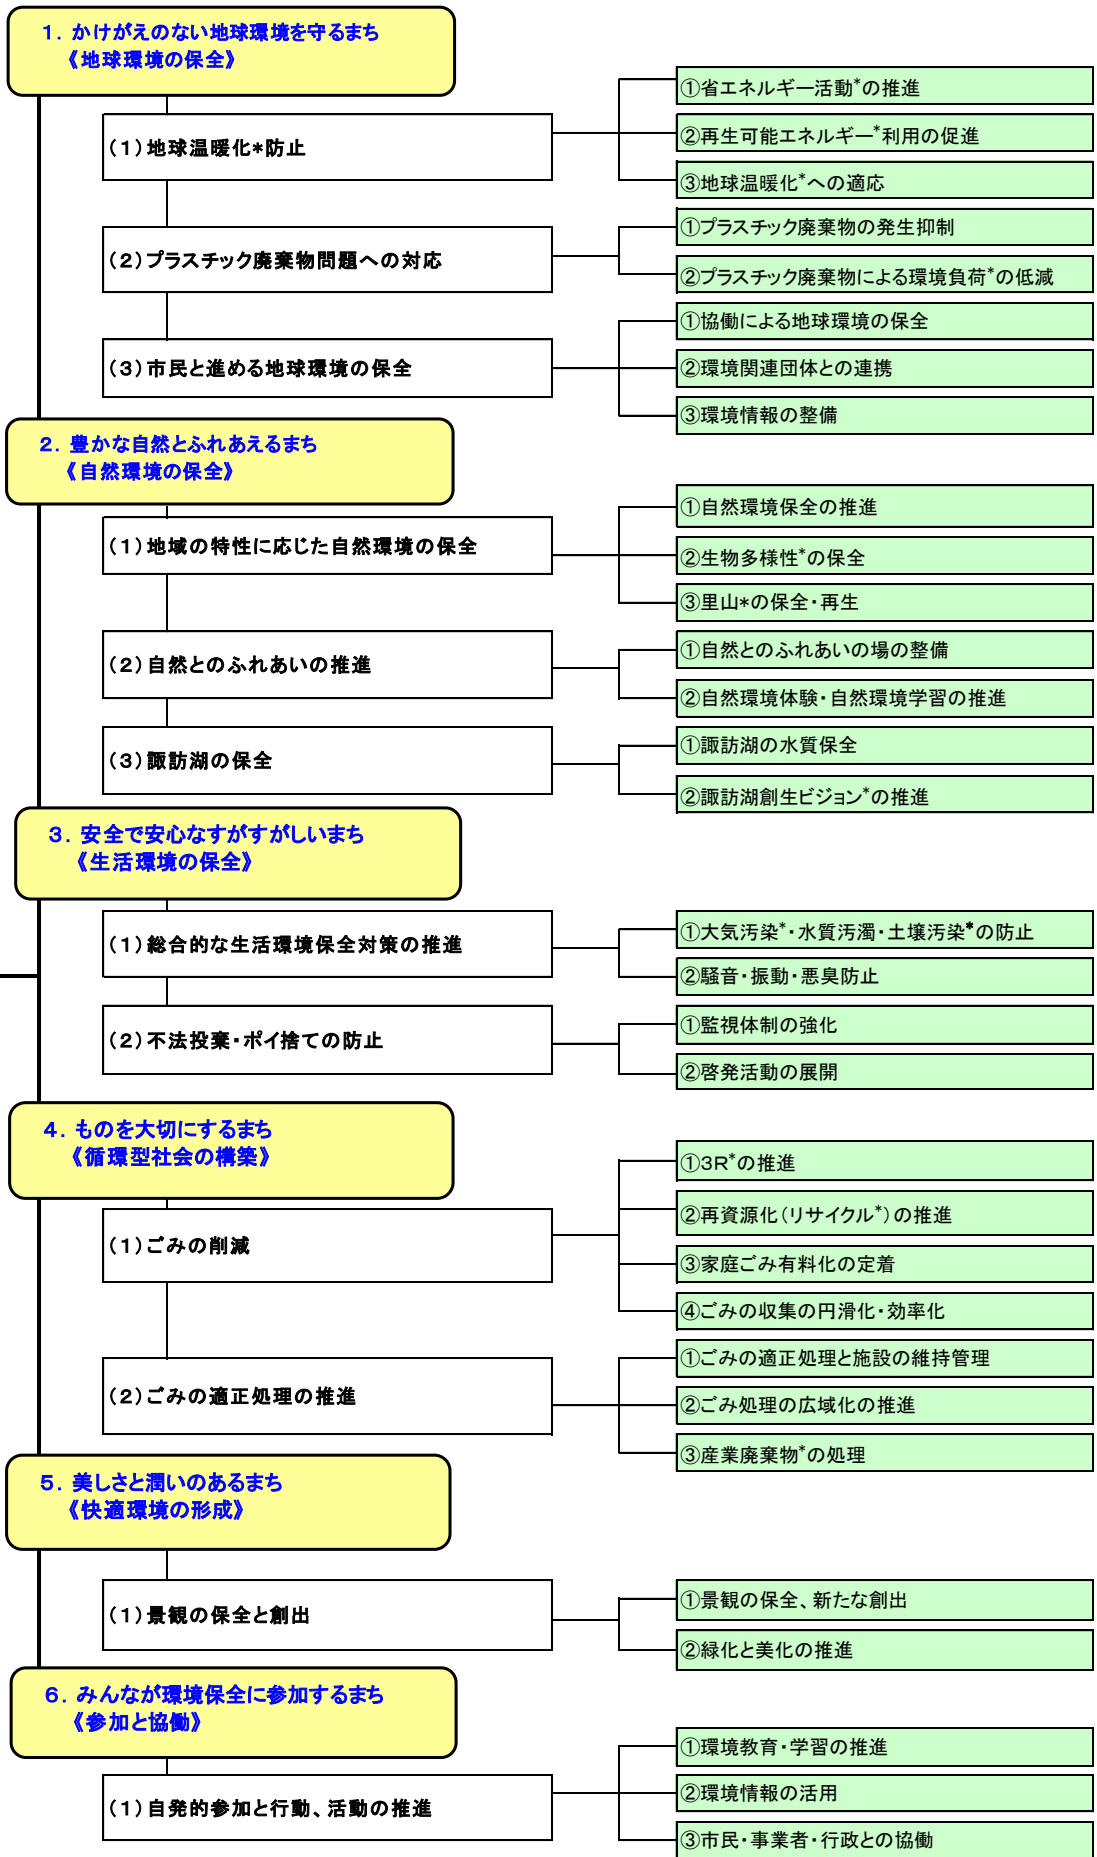 １．かけがえのない地球環境を守るまち
《地球環境の保全》
（１）地球温暖化＊防止
①省エネルギー活動*の推進
②再生可能エネルギー*利用の促進
③地球温暖化*への適応
（２）プラスチック廃棄物問題への対応
①プラスチック廃棄物の発生抑制
②プラスチック廃棄物による環境負荷*の低減
（３）市民と進める地球環境の保全
①協働による地球環境の保全
②環境関連団体との連携
③環境情報の整備
２．豊かな自然とふれあえるまち
《自然環境の保全》
（１）地域の特性に応じた自然環境の保全
①自然環境保全の推進
②生物多様性*の保全
③里山＊の保全・再生
（２）自然とのふれあいの推進
①自然とのふれあいの場の整備
②自然環境体験・自然環境学習の推進
（３）諏訪湖の保全
①諏訪湖の水質保全
②諏訪湖創生ビジョン*の推進
３．安全で安心なすがすがしいまち
《生活環境の保全》
（１）総合的な生活環境保全対策の推進
①大気汚染*・水質汚濁・土壌汚染*の防止
②騒音・振動・悪臭防止
（２）不法投棄・ポイ捨ての防止
①監視体制の強化
②啓発活動の展開
４．ものを大切にするまち
《循環型社会の構築》
（１）ごみの削減
①３Ｒ*の推進
②再資源化（リサイクル*）の推進
③家庭ごみ有料化の定着
④ごみの収集の円滑化・効率化
（２）ごみの適正処理の推進
①ごみの適正処理と施設の維持管理
②ごみ処理の広域化の推進
③産業廃棄物*の処理
５．美しさと潤いのあるまち
《快適環境の形成》
（１）景観の保全と創出
①景観の保全、新たな創出
②緑化と美化の推進
６．みんなが環境保全に参加するまち
《参加と協働》
（１）自発的参加と行動、活動の推進
①環境教育・学習の推進
②環境情報の活用
③市民・事業者・行政との協働